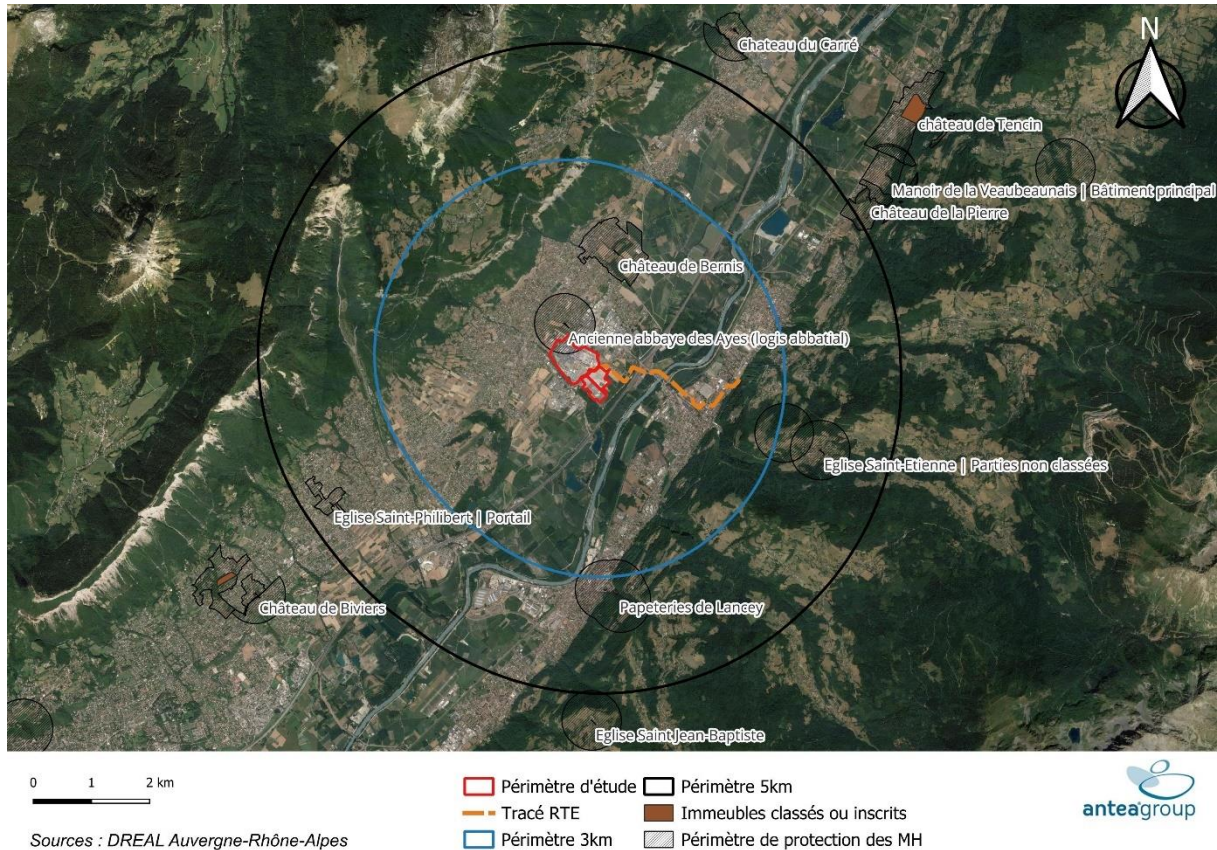 Chateau du Carré
N
château de Tencin
Manoir de la Veaubeaunais | Bâtiment principal
Château de la Pierre
Château de Bernis
Ancienne abbaye des Ayes (logis abbatial)
Eglise Saint-Etienne | Parties non classées
Eglise Saint-Philibert | Portail
Château de Biviers
Papeteries de Lancey
Eglise Saint Jean-Baptiste
0 1 2 km
Sources : DREAL Auvergne-Rhône-Alpes
Périmètre d'étude
Tracé RTE
Périmètre 3km
Périmètre 5km
Immeubles classés ou inscrits
Périmètre de protection des MH
anteagroup